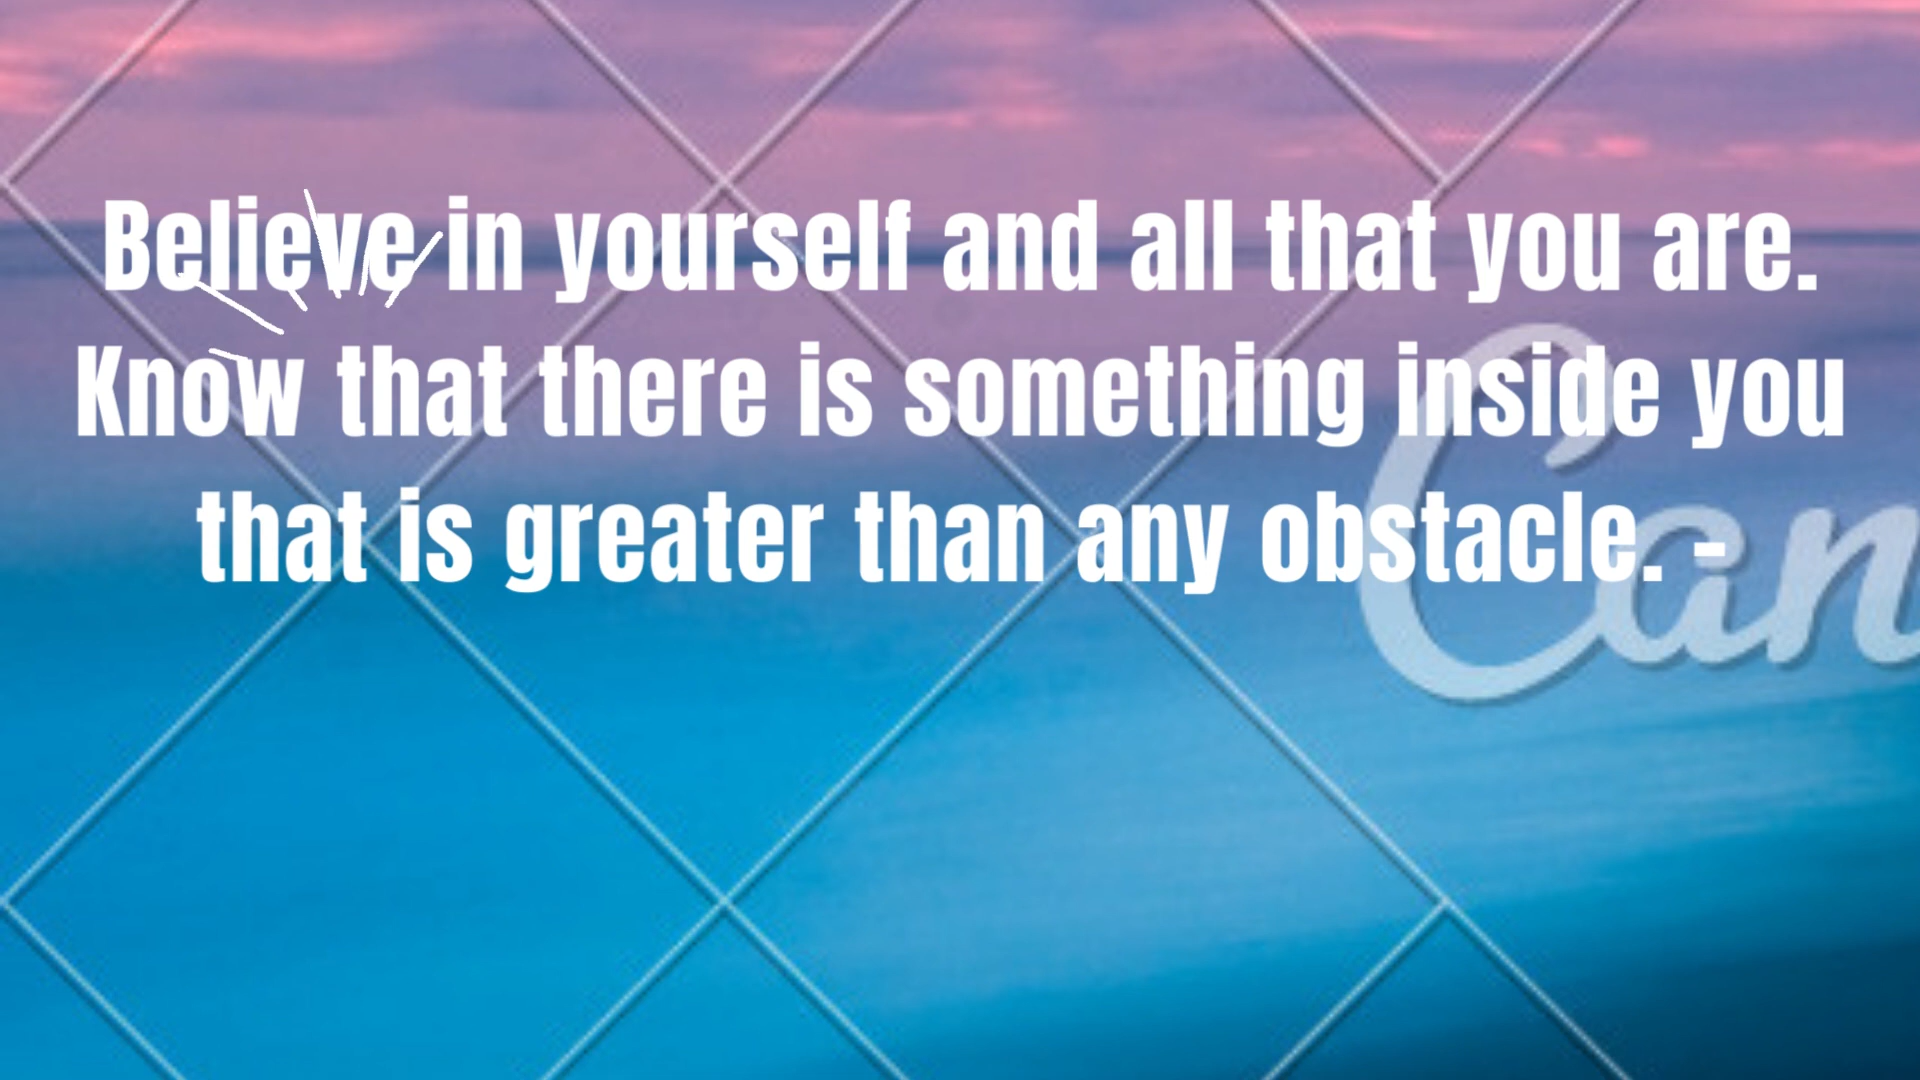 Believe in yourself and all that you are.
Know that there is something inside you
that is greater than any obstacle. -
Can